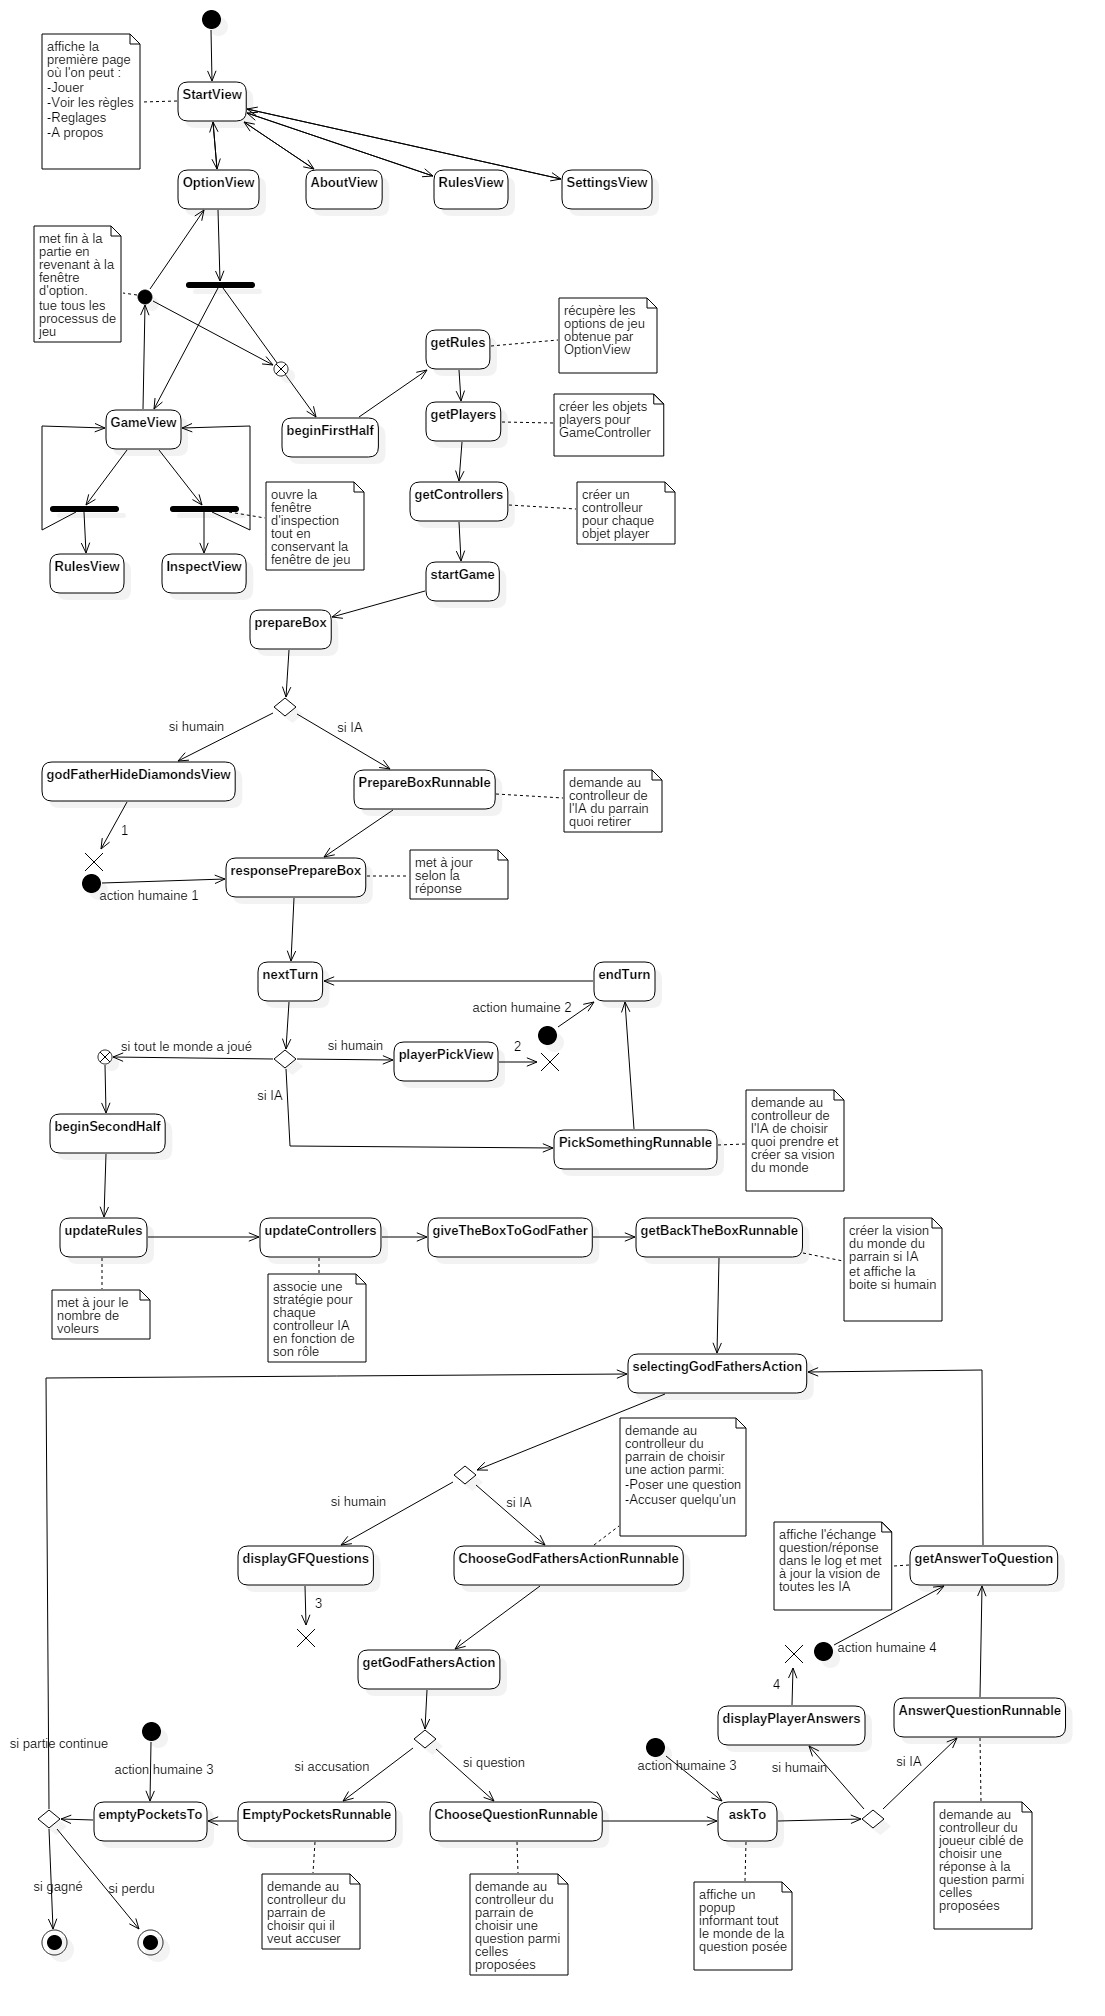 affiche la
première page
où l'on peut :
-Jouer
-Voir les règles
-Reglages
-A propos
StartView
OptionView
AboutView
RulesView
SettingsView
met fin à la
partie en
revenant à la
fenêtre
d'option.
tue tous les
processus de
jeu
récupère les
options de jeu
obtenue par
OptionView
getRules
créer les objets
players pour
GameController
getPlayers
GameView
beginFirstHalf
ouvre la
fenêtre
d'inspection
tout en
conservant la
fenêtre de jeu
getControllers
créer un
controlleur
pour chaque
objet player
RulesView
InspectView
startGame
prepareBox
si humain
si IA
godFatherHideDiamondsView
PrepareBoxRunnable
demande au
controlleur de
l'IA du parrain
quoi retirer
1
responsePrepareBox
met à jour
selon la
réponse
action humaine 1
nextTurn
endTurn
action humaine 2
si tout le monde a joué
si humain
playerPickView
2
si IA
beginSecondHalf
PickSomethingRunnable
demande au
controlleur de
l'IA de choisir
quoi prendre et
créer sa vision
du monde
updateRules
updateControllers
giveTheBoxToGodFather
getBackTheBoxRunnable
créer la vision
du monde du
parrain si IA
et affiche la
boite si humain
met à jour le
nombre de
voleurs
associe une
stratégie pour
chaque
controlleur IA
en fonction de
son rôle
selectingGodFathersAction
demande au
controlleur du
parrain de choisir
une action parmi:
-Poser une question
-Accuser quelqu'un
si humain
si IA
displayGFQuestions
ChooseGodFathersActionRunnable
affiche l'échange
question/réponse
dans le log et met
à jour la vision de
toutes les IA
getAnswerToQuestion
3
action humaine 4
getGodFathersAction
4
displayPlayerAnswers
AnswerQuestionRunnable
si partie continue
action humaine 3
si accusation
si question
action humaine 3
si humain
si IA
emptyPocketsTo
EmptyPocketsRunnable
ChooseQuestionRunnable
askTo
demande au
controlleur du
joueur ciblé de
choisir une
réponse à la
question parmi
celles
proposées
si gagné
si perdu
demande au
controlleur du
parrain de
choisir qui il
veut accuser
demande au
controlleur du
parrain de
choisir une
question parmi
celles
proposées
affiche un
popup
informant tout
le monde de la
question posée